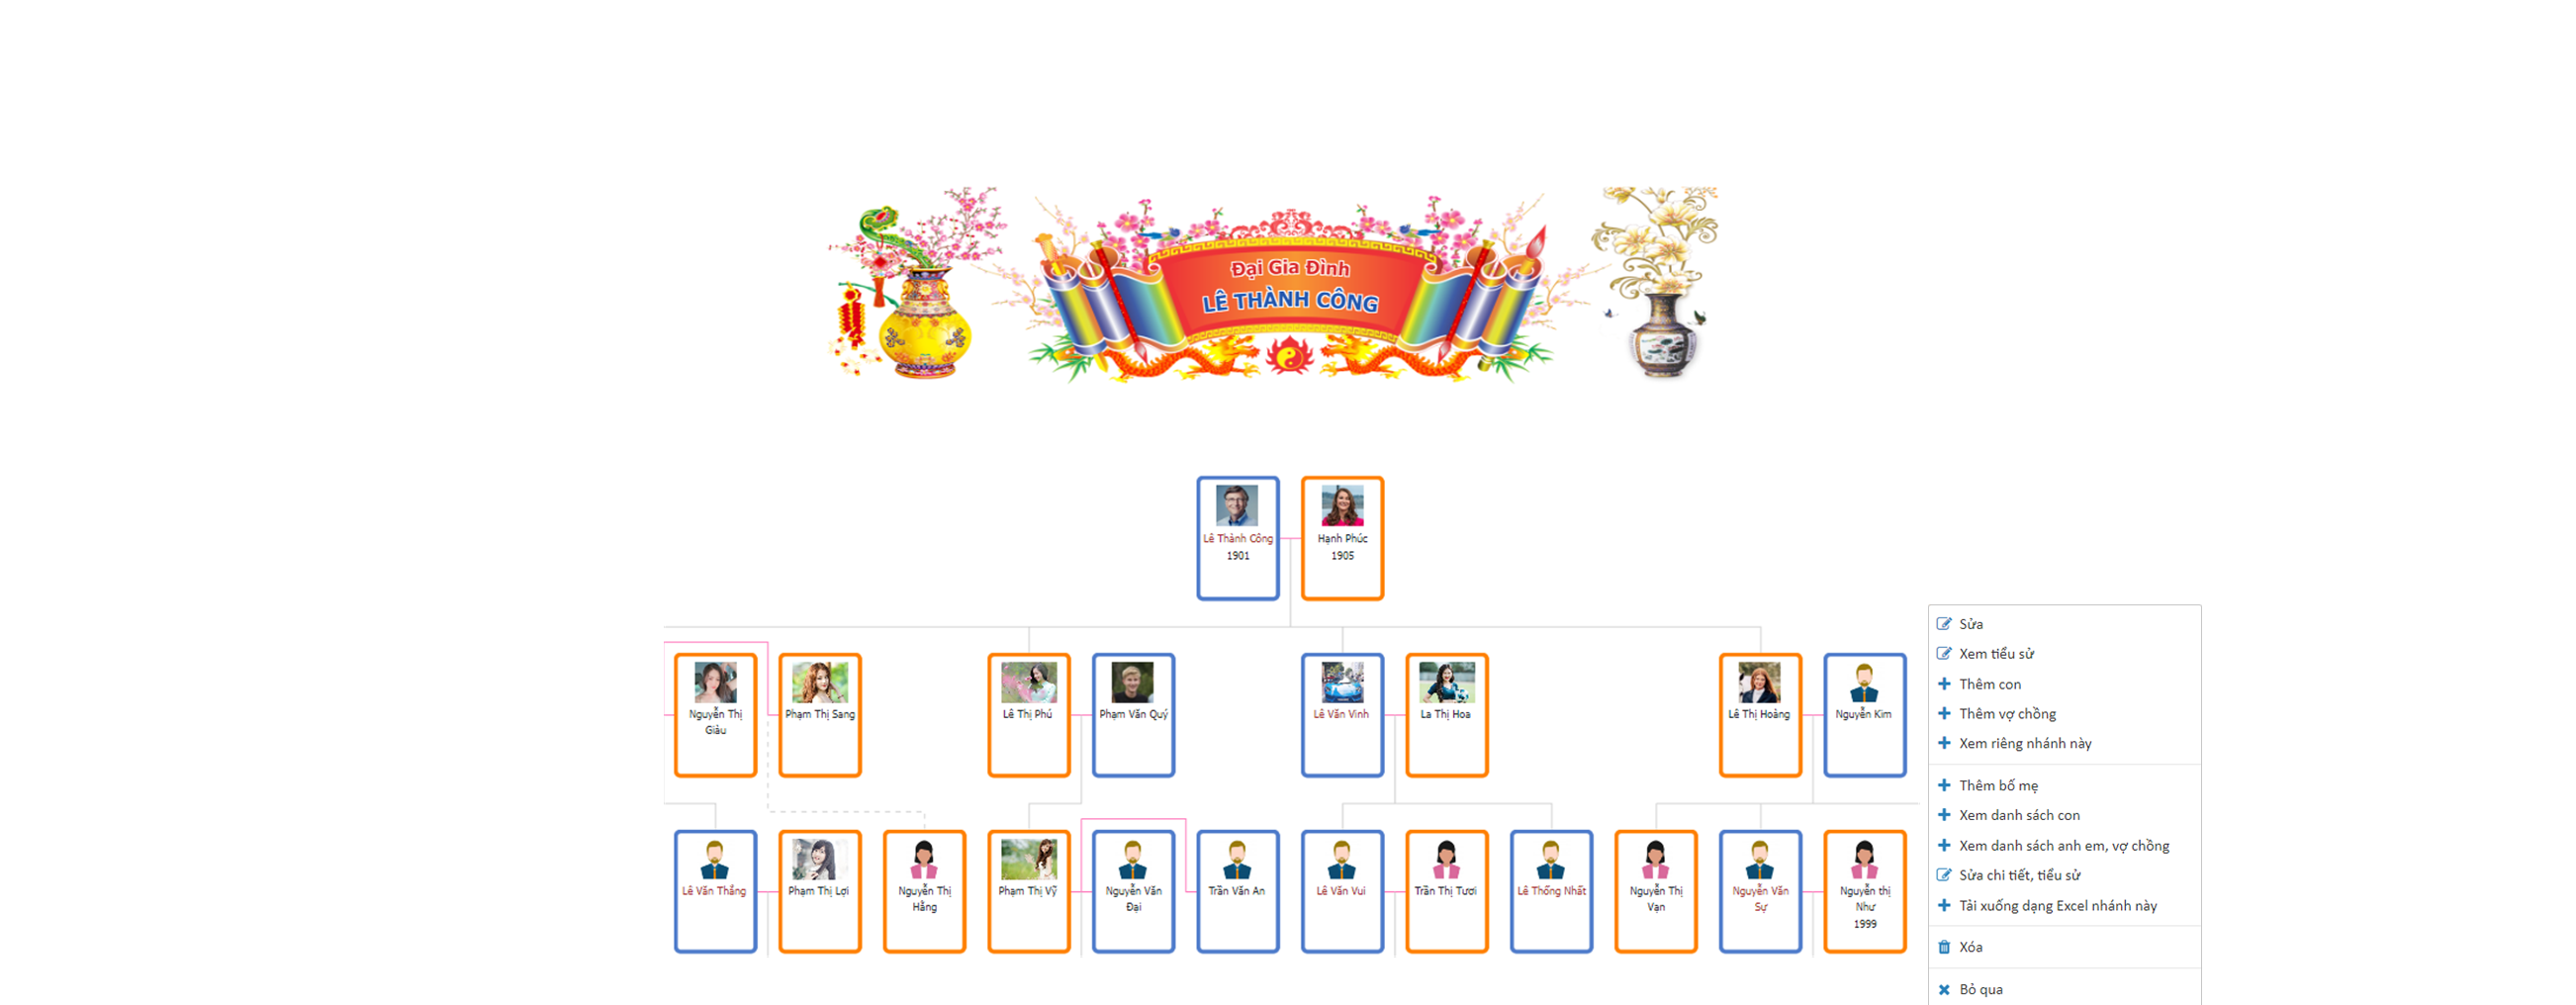 Đại Gia Đình
LÊ THÀNH CÔNG
Lê Thành Công
1901
Hạnh Phúc
1905
Nguyễn Thị
Giàu
Phạm Thị Sang
Lê Thị Phú
Phạm Văn Quý
Lê Văn Vinh
La Thị Hoa
Lê Thị Hoàng
Nguyễn Kim
Lê Văn Thắng
Phạm Thị Lợi
Nguyễn Thị
Hằng
Phạm Thị Vỹ
Nguyễn Văn
Đại
Trần Văn An
Lê Văn Vui
Trần Thị Tươi
Lê Thống Nhất
Nguyễn Thị
Vạn
Nguyễn Văn
Sự
Nguyễn thị
Như
1999
Sửa
Xem tiểu sử
Thêm con
Thêm vợ chồng
Xem riêng nhánh này
Thêm bố mẹ
Xem danh sách con
Xem danh sách anh em, vợ chồng
Sửa chi tiết, tiểu sử
Tải xuống dạng Excel nhánh này
Xóa
Bỏ qua